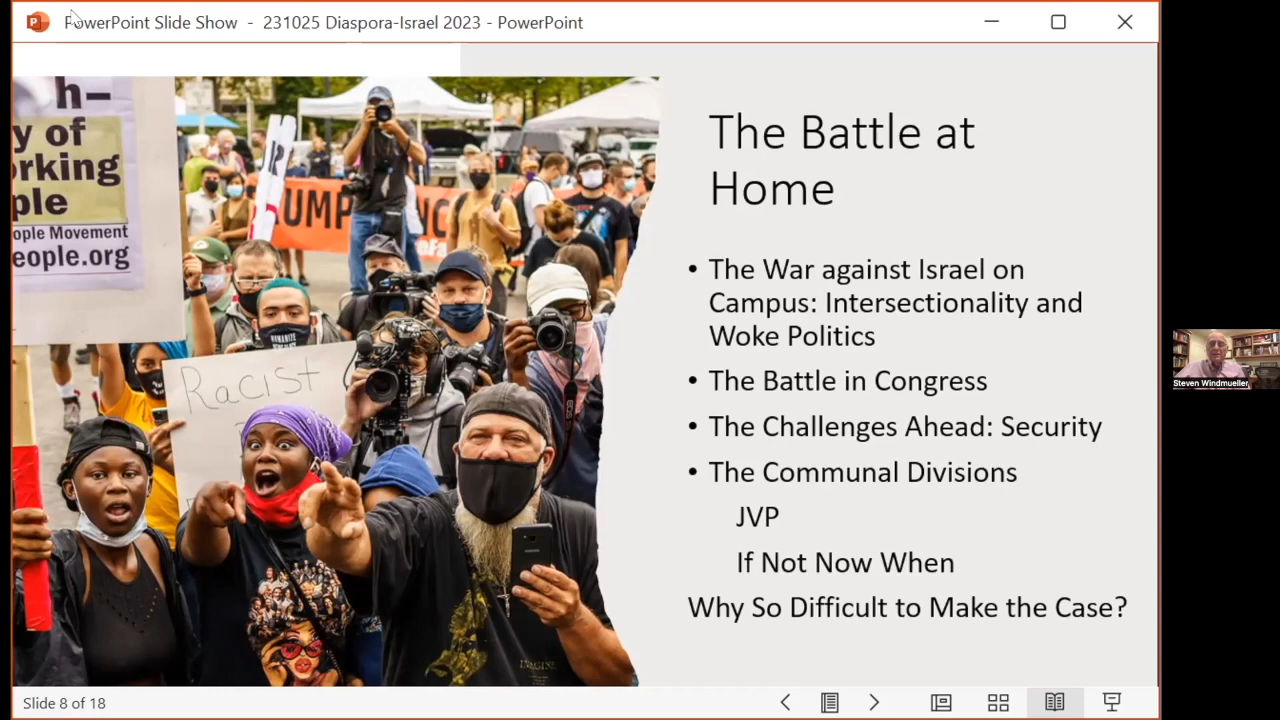 PowerPoint Slide Show - 231025 Diaspora-Israel 2023 - PowerPoint
h–
y of
rking
ple
ople Movement
eople.org
UMP
NC
Racist
The Battle at
Home
• The War against Israel on
Campus: Intersectionality and
Woke Politics
• The Battle in Congress
• The Challenges Ahead: Security
• The Communal Divisions
JVP
If Not Now When
Why So Difficult to Make the Case?
Steven Windmueller
Slide 8 of 18